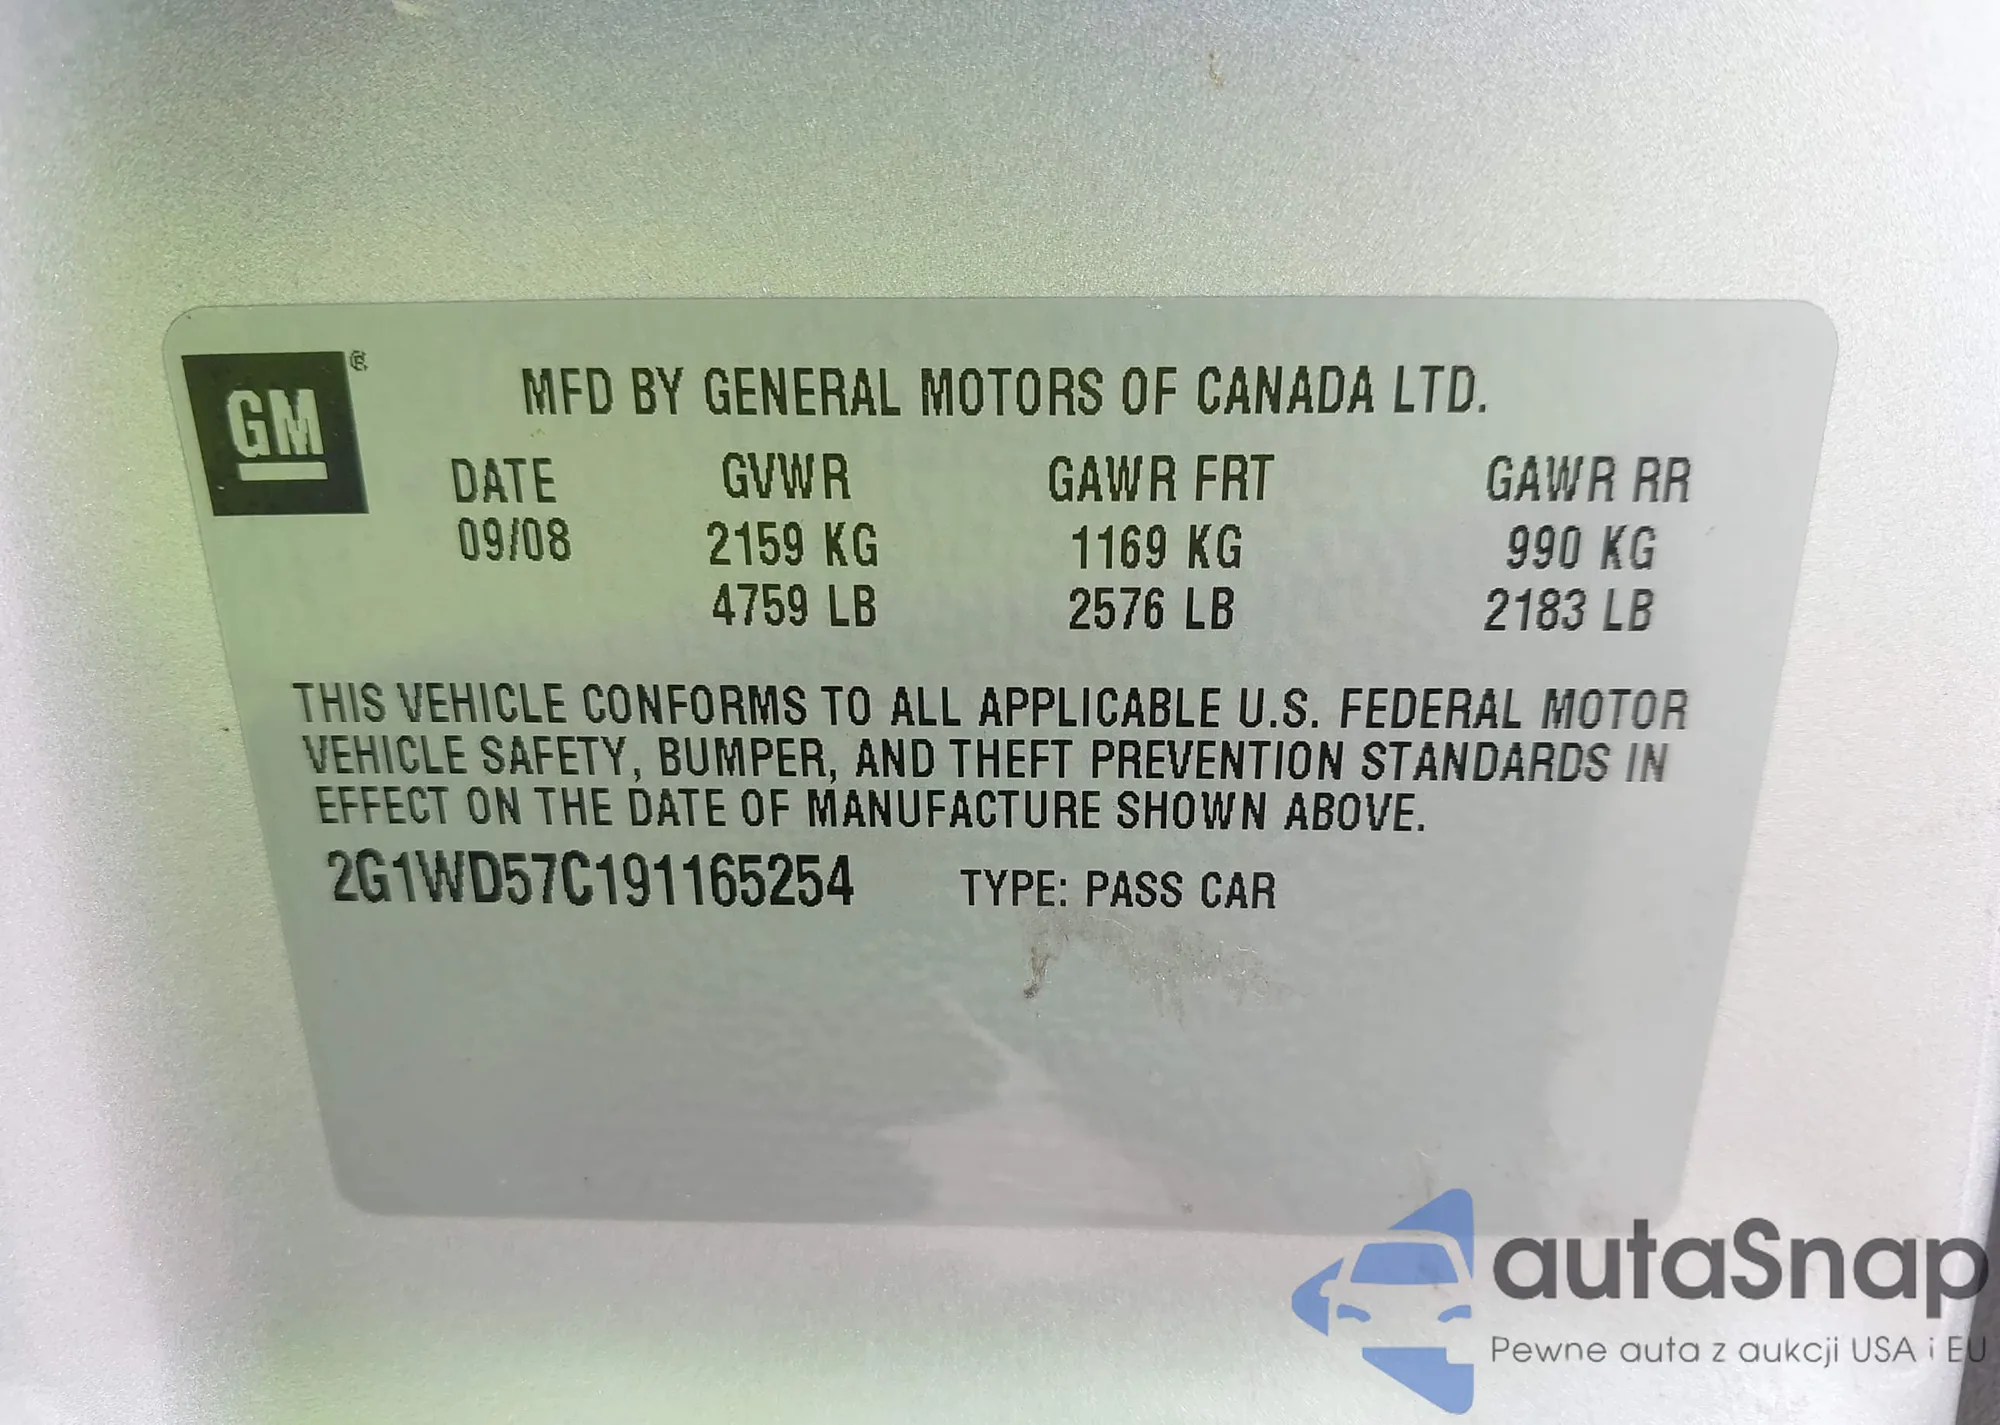 GM ®
MFD BY GENERAL MOTORS OF CANADA LTD.
DATE GVWR GAWR FRT GAWR RR
09/08 2159 KG 1169 KG 990 KG
4759 LB 2576 LB 2183 LB
THIS VEHICLE CONFORMS TO ALL APPLICABLE U.S. FEDERAL MOTOR
VEHICLE SAFETY, BUMPER, AND THEFT PREVENTION STANDARDS IN
EFFECT ON THE DATE OF MANUFACTURE SHOWN ABOVE.
2G1WD57C191165254 TYPE: PASS CAR
autaSnap
Pewne auta z aukcji USA i EU